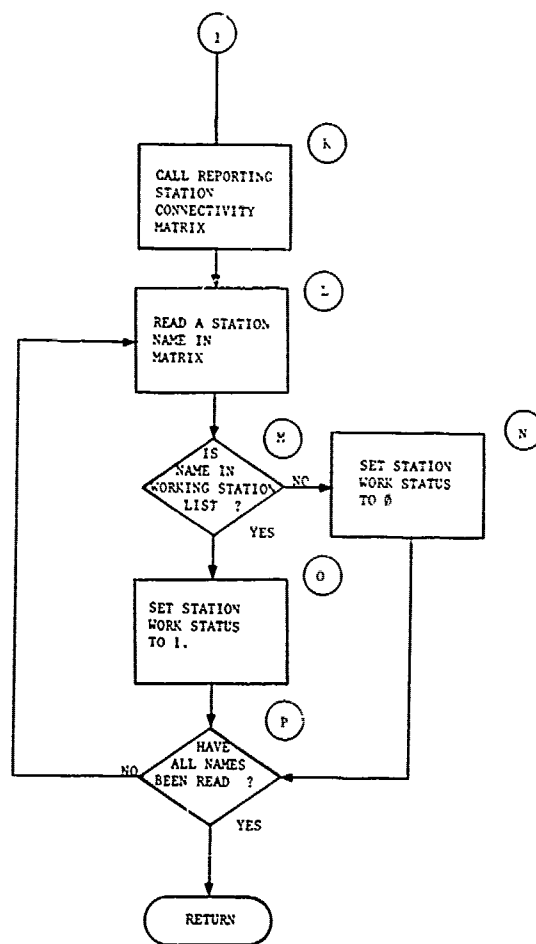 1
K
CALL REPORTING
STATION
CONNECTIVITY
MATRIX
L
READ A STATION
NAME IN
MATRIX
M
IS
NAME IN
WORKING STATION
LIST ?
NO
YES
N
SET STATION
WORK STATUS
TO Ø
O
SET STATION
WORK STATUS
TO 1.
P
HAVE
ALL NAMES
BEEN READ ?
NO
YES
RETURN